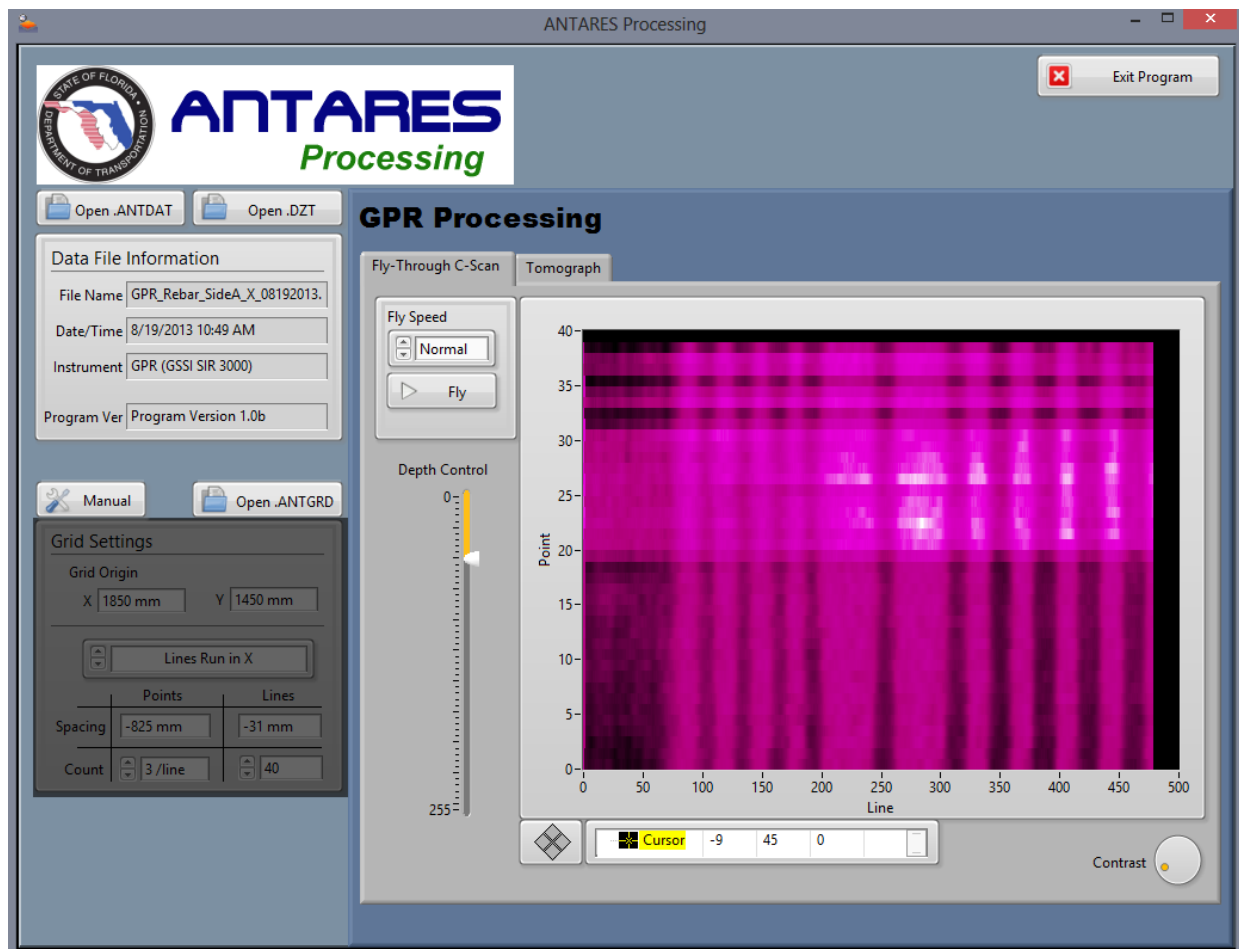 ANTARES Processing
Exit Program
STATE OF FLORIDA
DEPARTMENT OF TRANSPORTATION
ANTARES
Processing
Open .ANTDAT
Open .DZT
Data File Information
File Name GPR_Rebar_SideA_X_08192013.
Date/Time 8/19/2013 10:49 AM
Instrument GPR (GSSI SIR 3000)
Program Ver Program Version 1.0b
Manual
Open .ANTGRD
Grid Settings
Grid Origin
X 1850 mm Y 1450 mm
Lines Run in X
Points Lines
Spacing -825 mm -31 mm
Count 3 /line 40
GPR Processing
Fly-Through C-Scan
Tomograph
Fly Speed
Normal
Fly
Depth Control
0
255
Point
40
35
30
25
20
15
10
5
0
0 50 100 150 200 250 300 350 400 450 500
Line
Cursor -9 45 0
Contrast